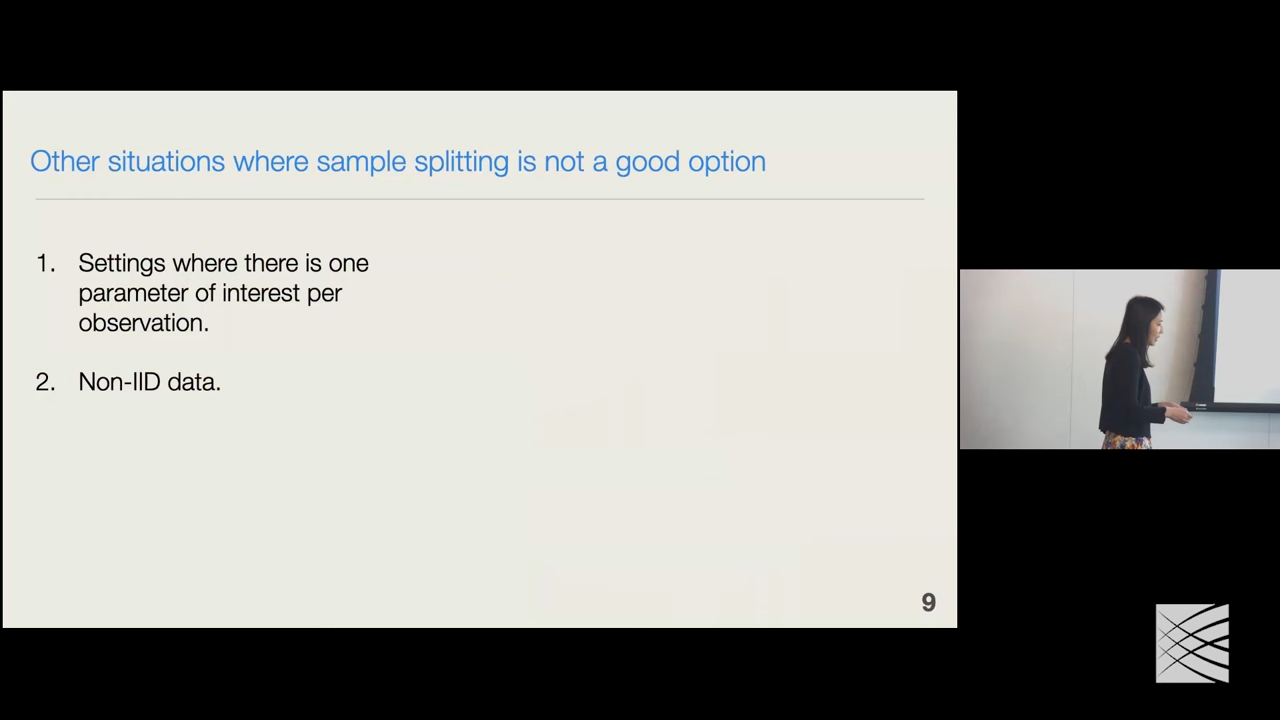 Other situations where sample splitting is not a good option
1. Settings where there is one
parameter of interest per
observation.
2. Non-IID data.
9